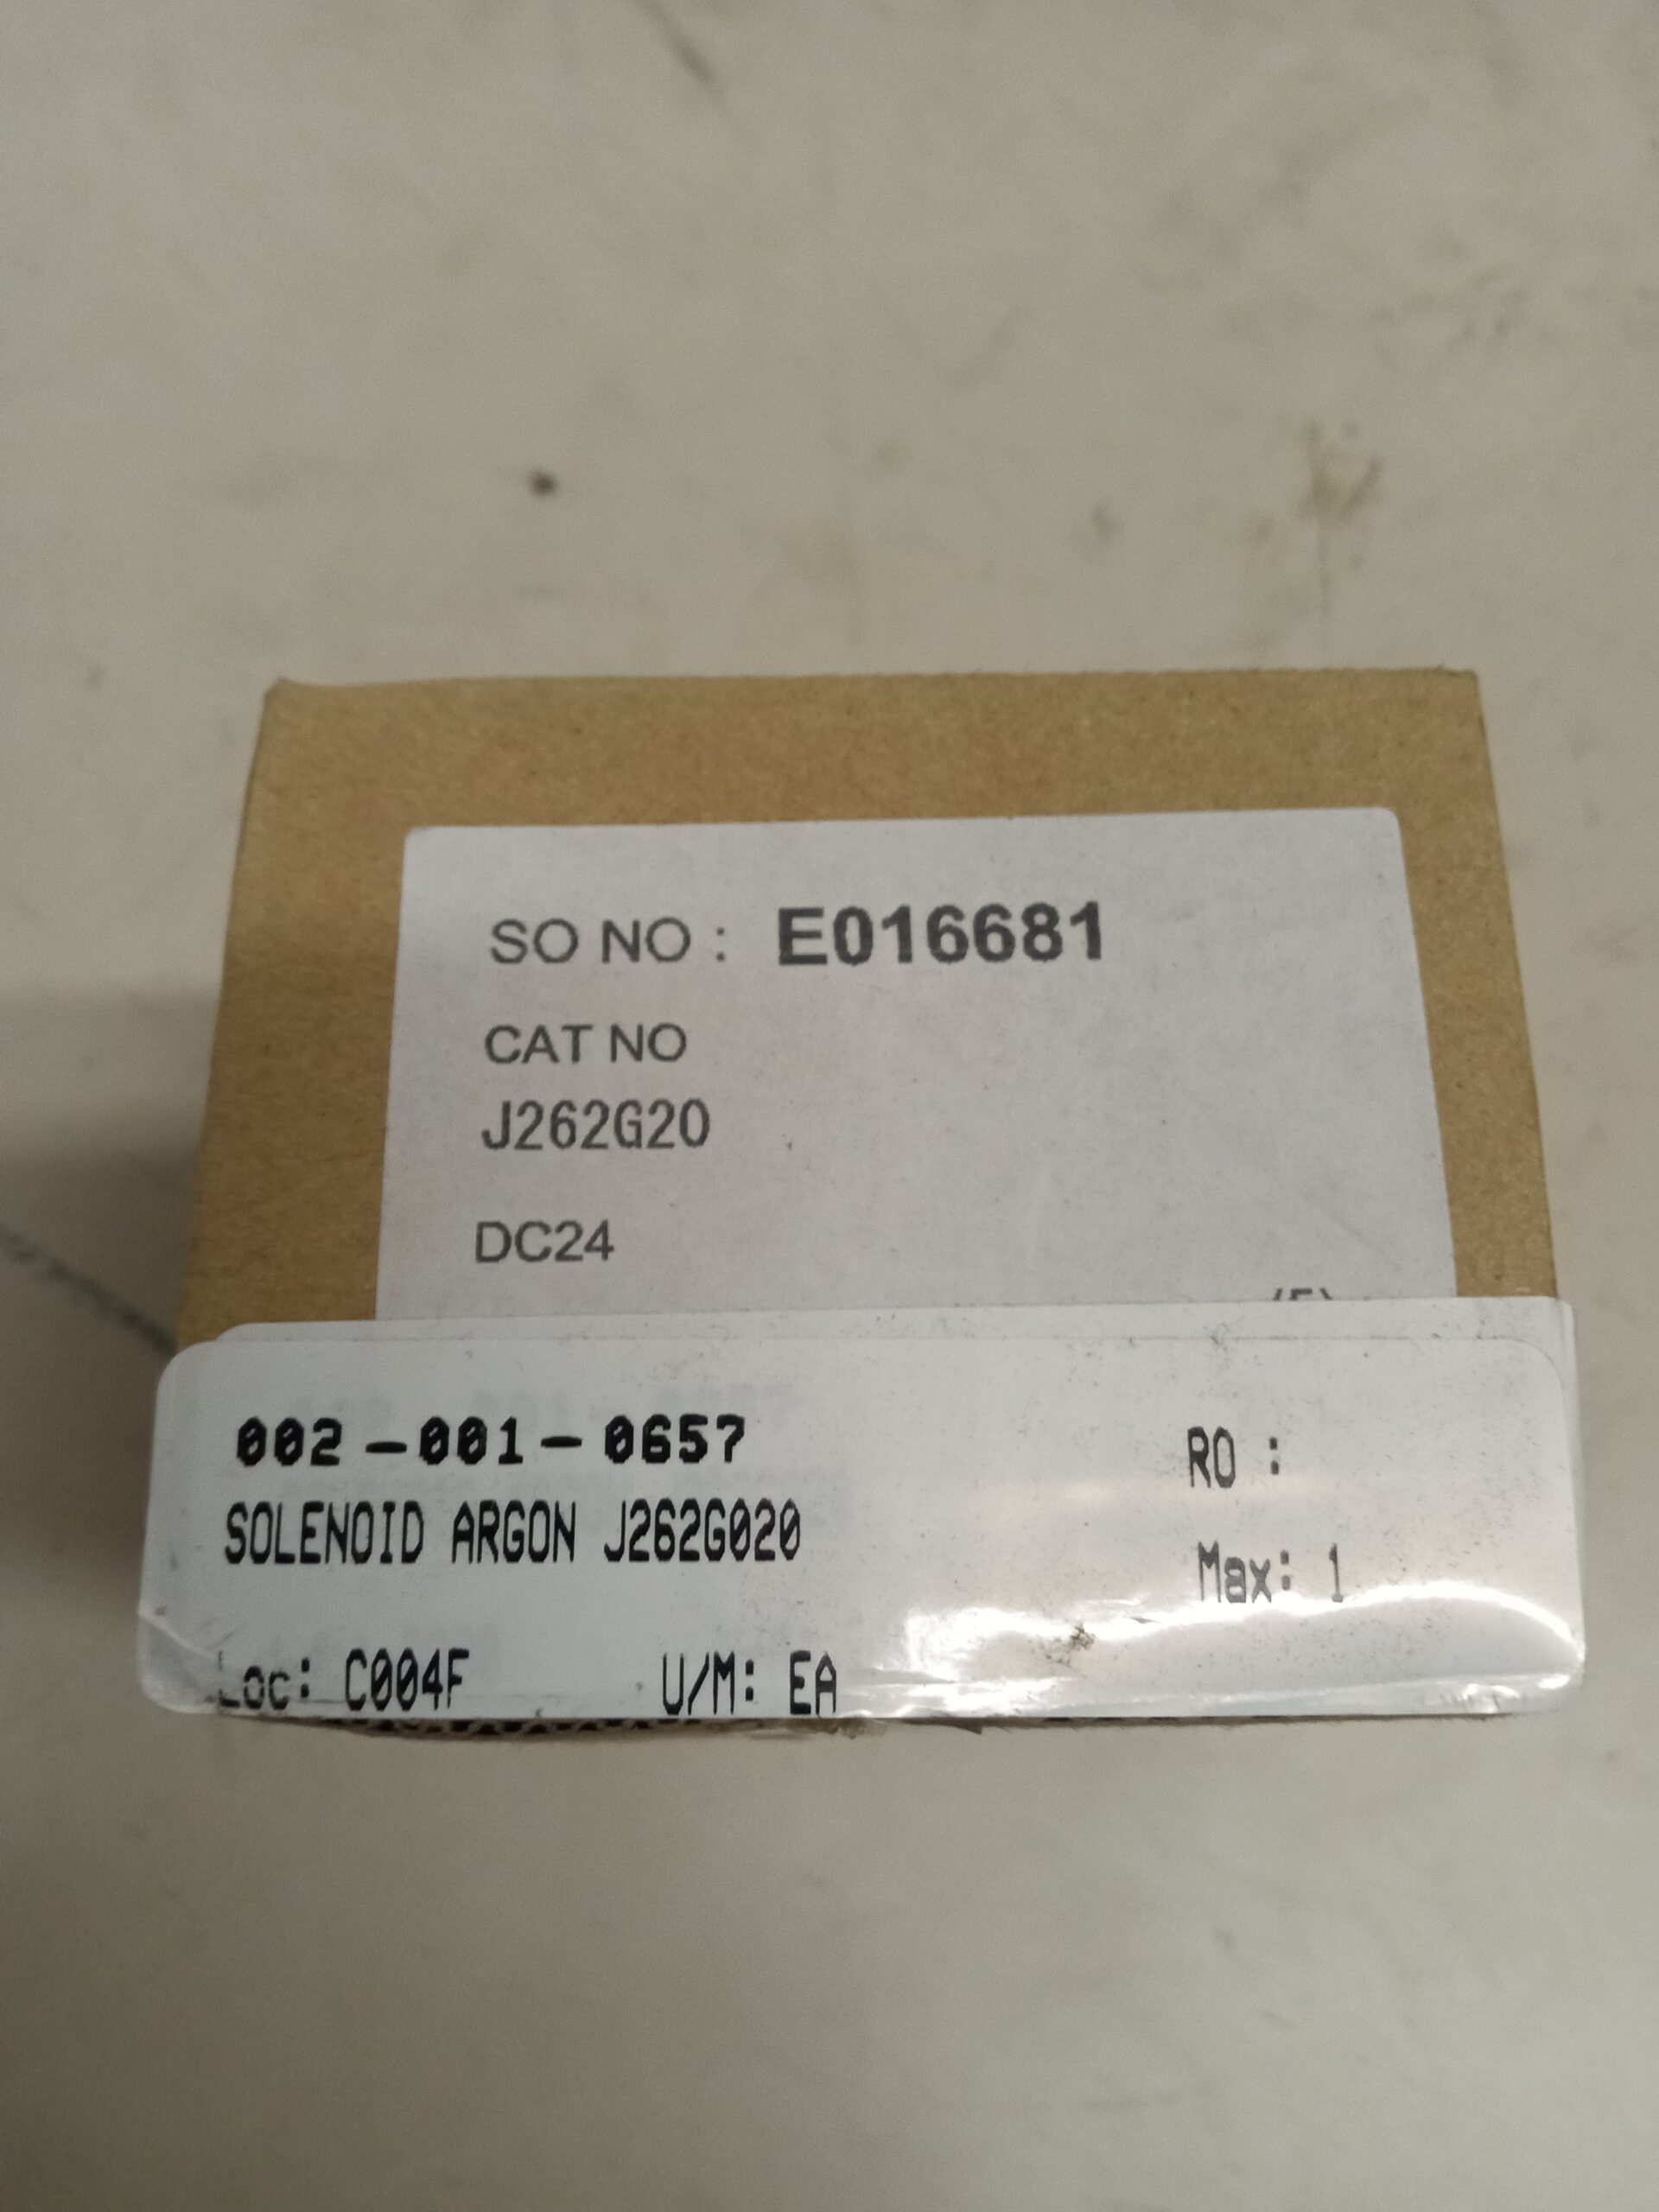 SO NO : E016681
CAT NO
J262G20
DC24
002-001-0657
RO :
SOLENOID ARGON J262G020
Max: 1
Loc: C004F U/M: EA